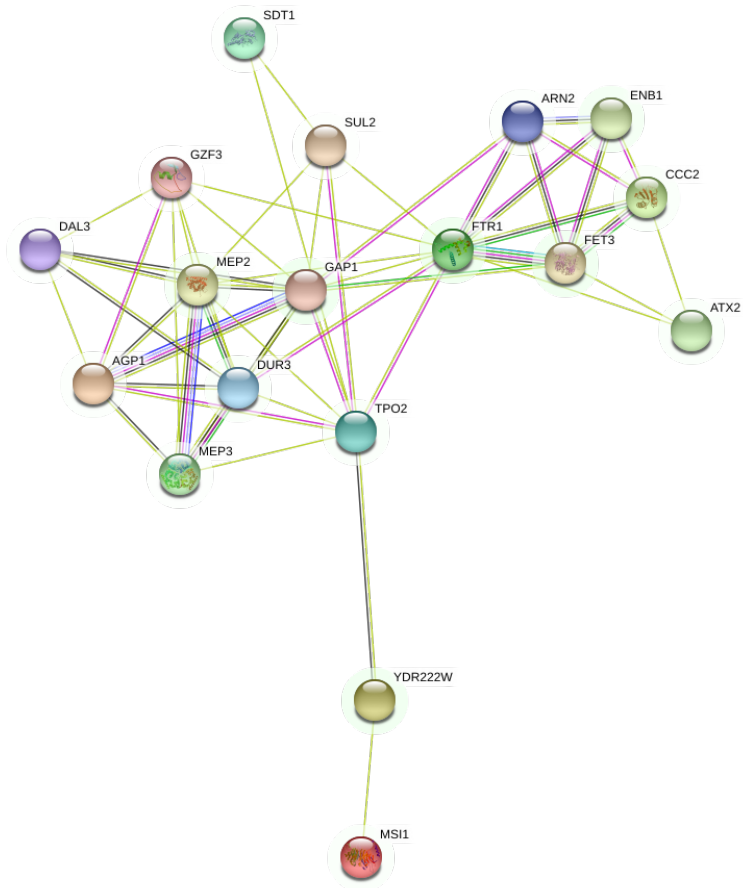 SDT1
ARN2
ENB1
SUL2
GZF3
CCC2
DAL3
FTR1
FET3
MEP2
GAP1
ATX2
AGP1
DUR3
TPO2
MEP3
YDR222W
MSI1